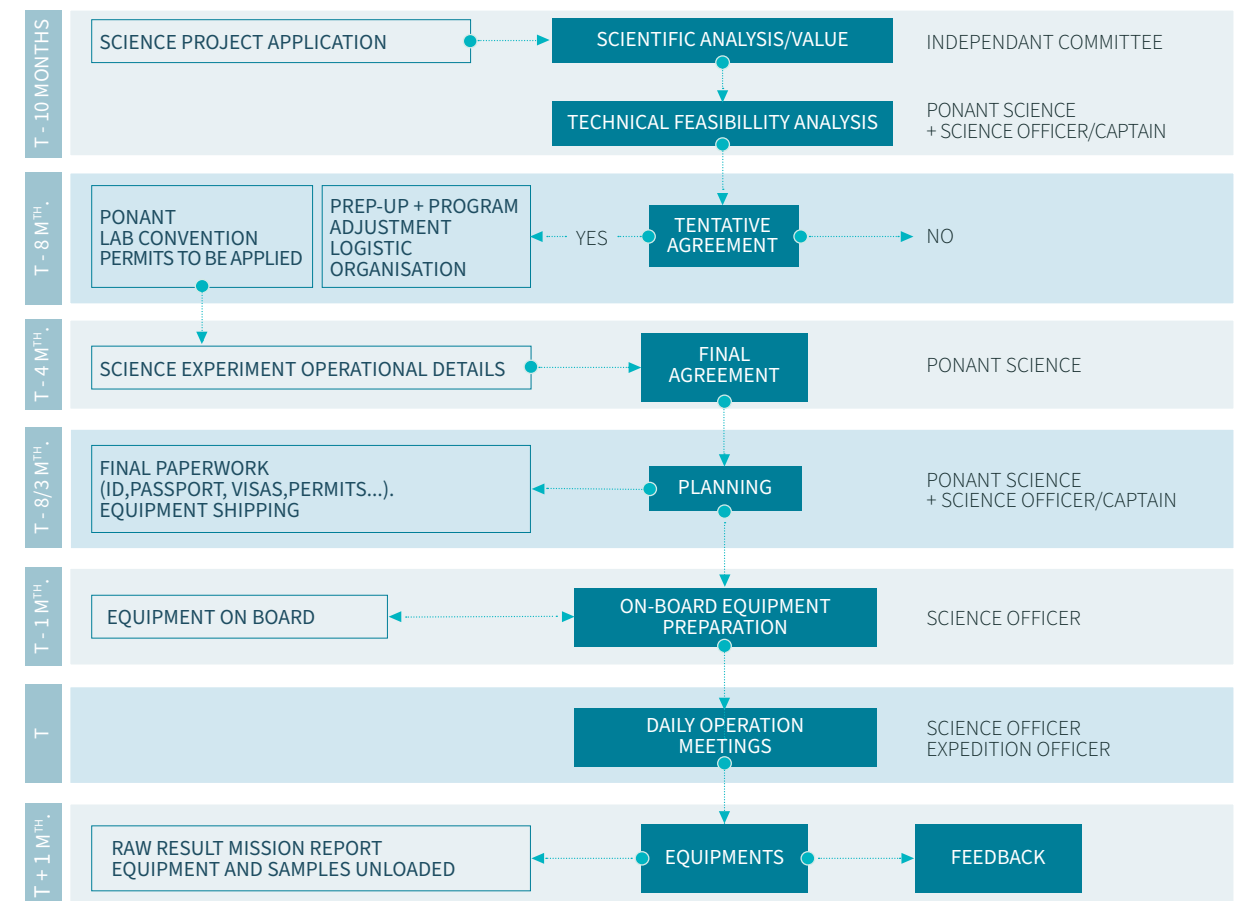 T - 10 MONTHS
SCIENCE PROJECT APPLICATION
SCIENTIFIC ANALYSIS/VALUE
INDEPENDANT COMMITTEE
TECHNICAL FEASIBILLITY ANALYSIS
PONANT SCIENCE
+ SCIENCE OFFICER/CAPTAIN
T - 8 MTH.
PONANT
LAB CONVENTION
PERMITS TO BE APPLIED
PREP-UP + PROGRAM
ADJUSTMENT
LOGISTIC
ORGANISATION
YES
TENTATIVE
AGREEMENT
NO
T - 4 MTH.
SCIENCE EXPERIMENT OPERATIONAL DETAILS
FINAL
AGREEMENT
PONANT SCIENCE
T - 8/3 MTH.
FINAL PAPERWORK
(ID,PASSPORT, VISAS,PERMITS...).
EQUIPMENT SHIPPING
PLANNING
PONANT SCIENCE
+ SCIENCE OFFICER/CAPTAIN
T - 1 MTH.
EQUIPMENT ON BOARD
ON-BOARD EQUIPMENT
PREPARATION
SCIENCE OFFICER
T
DAILY OPERATION
MEETINGS
SCIENCE OFFICER
EXPEDITION OFFICER
T + 1 MTH.
RAW RESULT MISSION REPORT
EQUIPMENT AND SAMPLES UNLOADED
EQUIPMENTS
FEEDBACK